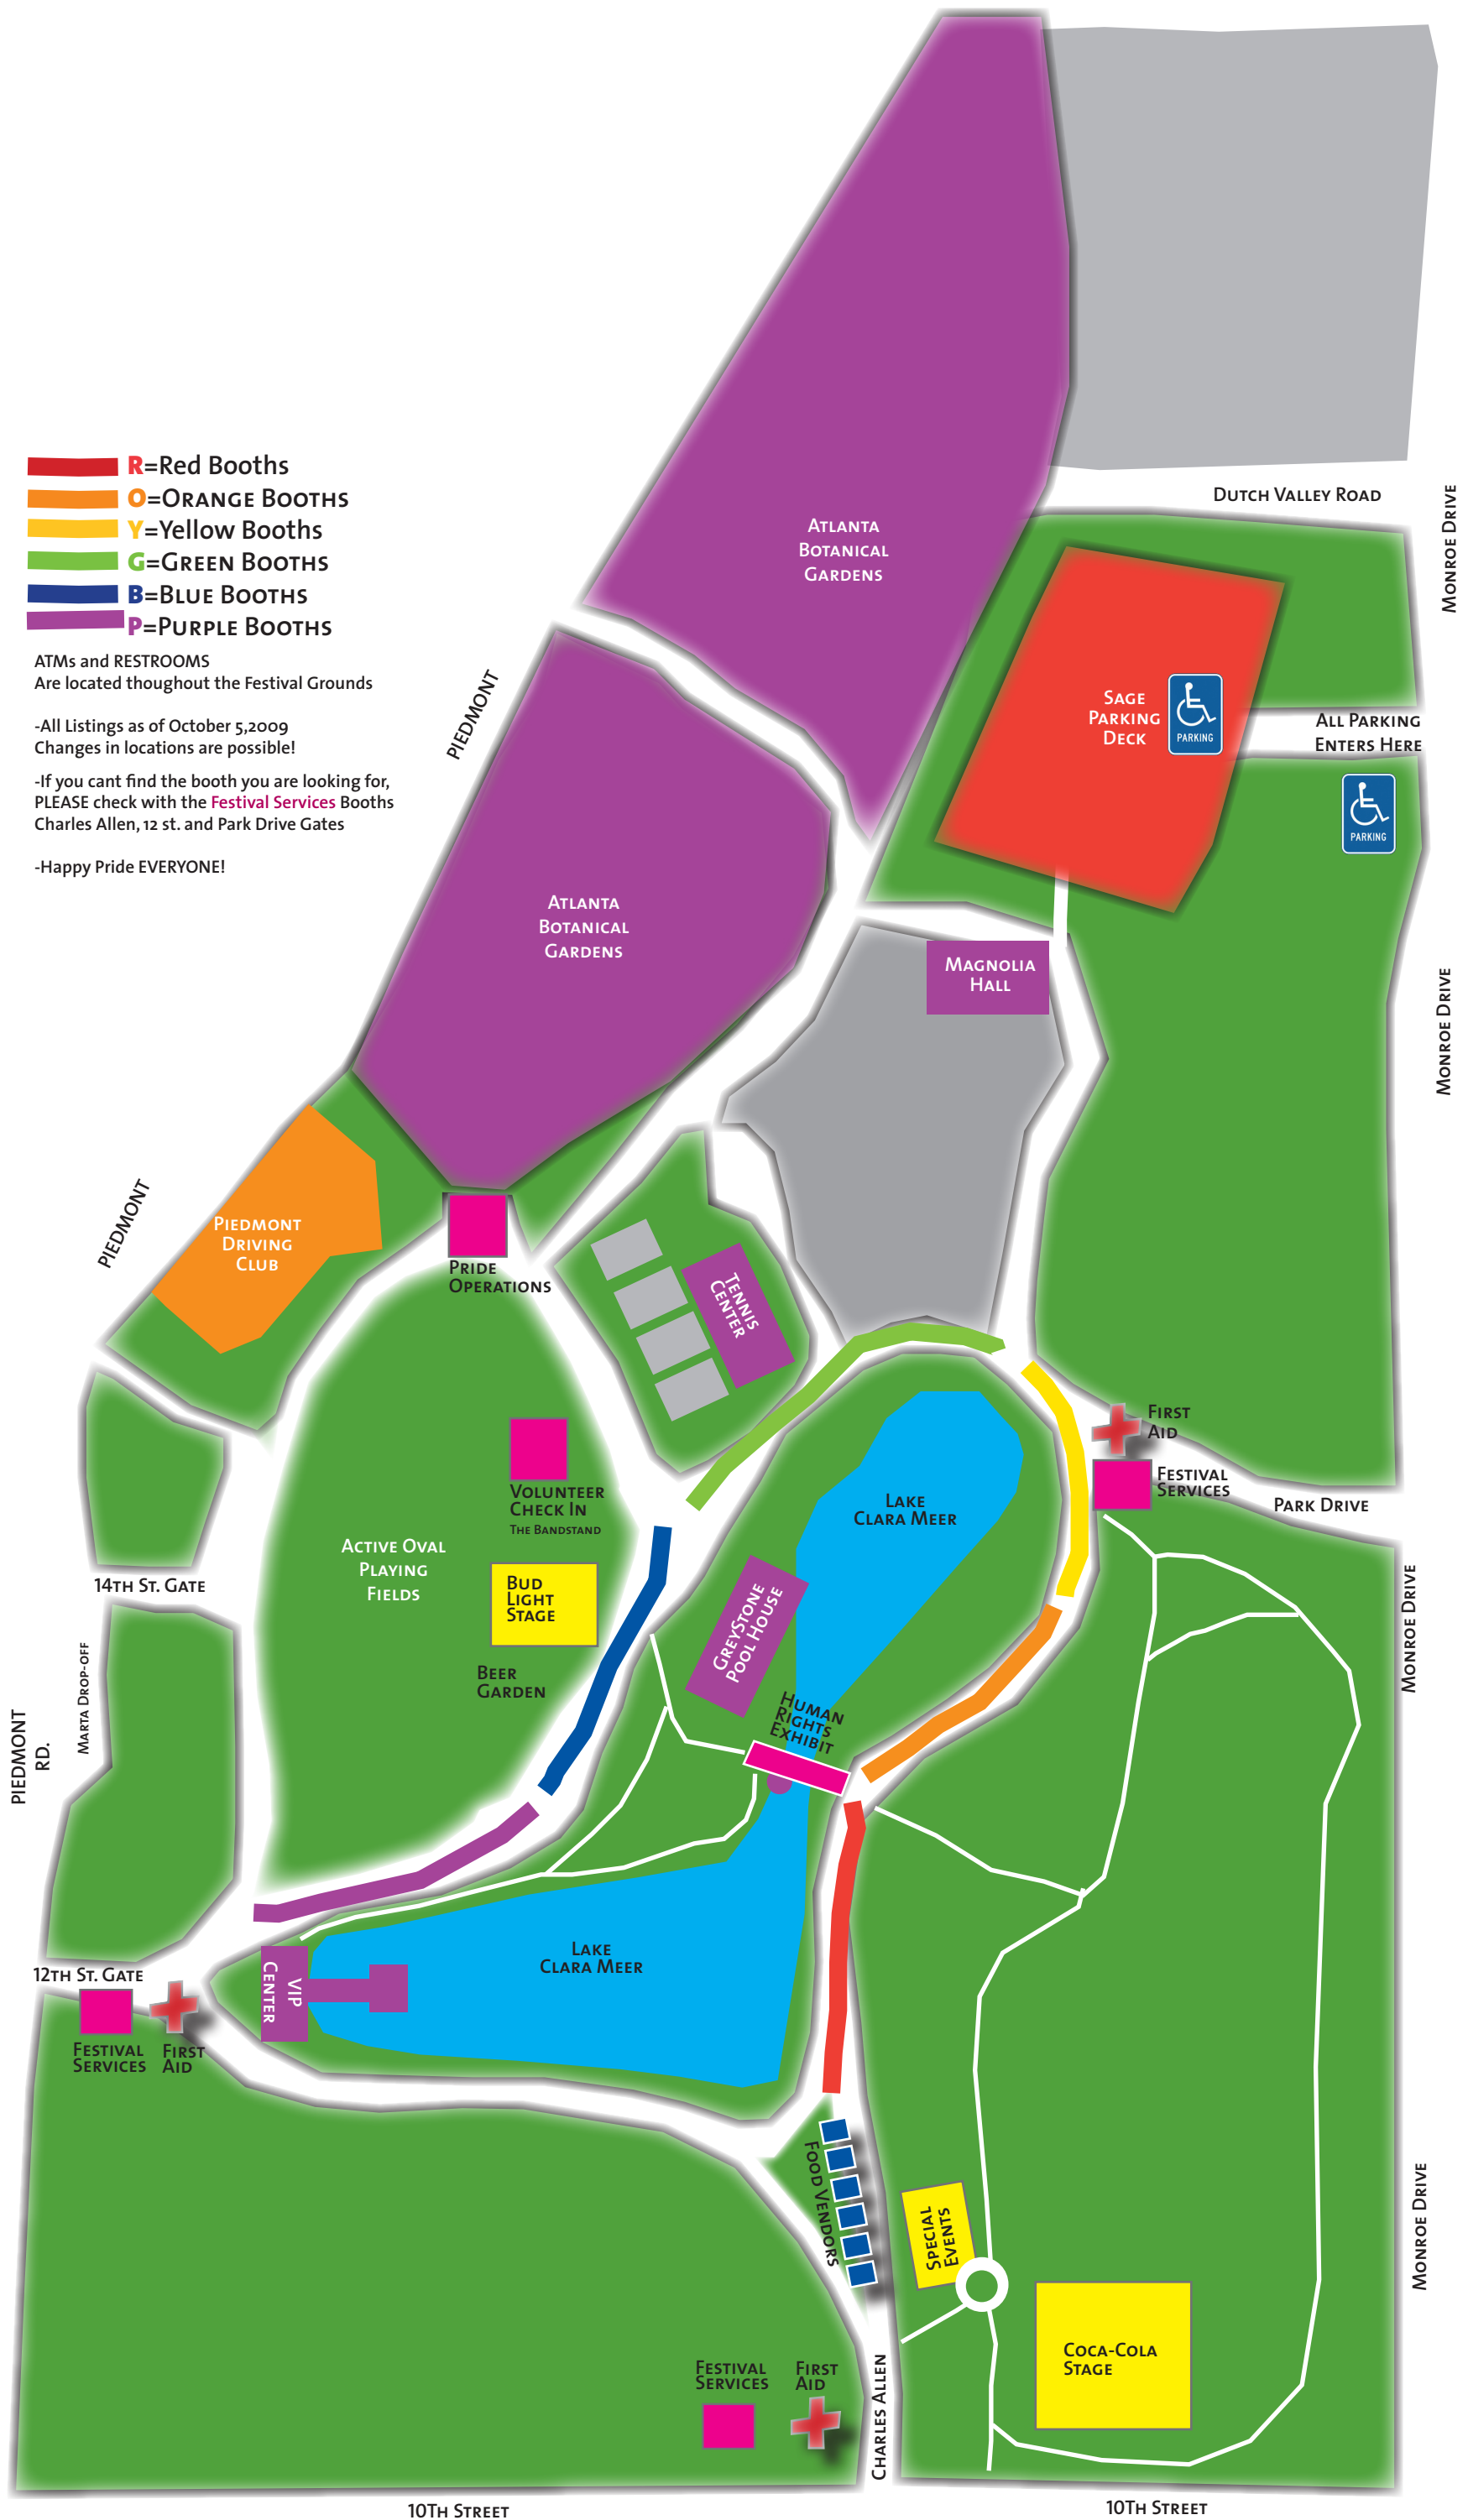 R=Red Booths
O=Orange Booths
Y=Yellow Booths
G=Green Booths
B=Blue Booths
P=Purple Booths
ATMs and RESTROOMS
Are located thoughout the Festival Grounds
-All Listings as of October 5,2009
Changes in locations are possible!
-If you cant find the booth you are looking for,
PLEASE check with the Festival Services Booths
Charles Allen, 12 st. and Park Drive Gates
-Happy Pride EVERYONE!
Dutch Valley Road
Monroe Drive
Atlanta
Botanical
Gardens
Piedmont
Sage
Parking
Deck
PARKING
All Parking
Enters Here
PARKING
Atlanta
Botanical
Gardens
Magnolia
Hall
Monroe Drive
Piedmont
Piedmont
Driving
Club
Pride
Operations
Tennis
Center
First
Aid
Festival
Services
Park Drive
Volunteer
Check In
The Bandstand
Lake
Clara Meer
Active Oval
Playing
Fields
Bud
Light
Stage
Beer
Garden
14th St. Gate
Marta Drop-off
Piedmont
Rd.
GreyStone
Pool House
Human
Rights
Exhibit
Monroe Drive
12th St. Gate
Festival
Services
First
Aid
VIP
Center
Lake
Clara Meer
Food Vendors
Special
Events
Monroe Drive
Coca-Cola
Stage
Festival
Services
First
Aid
Charles Allen
10Th Street
10Th Street